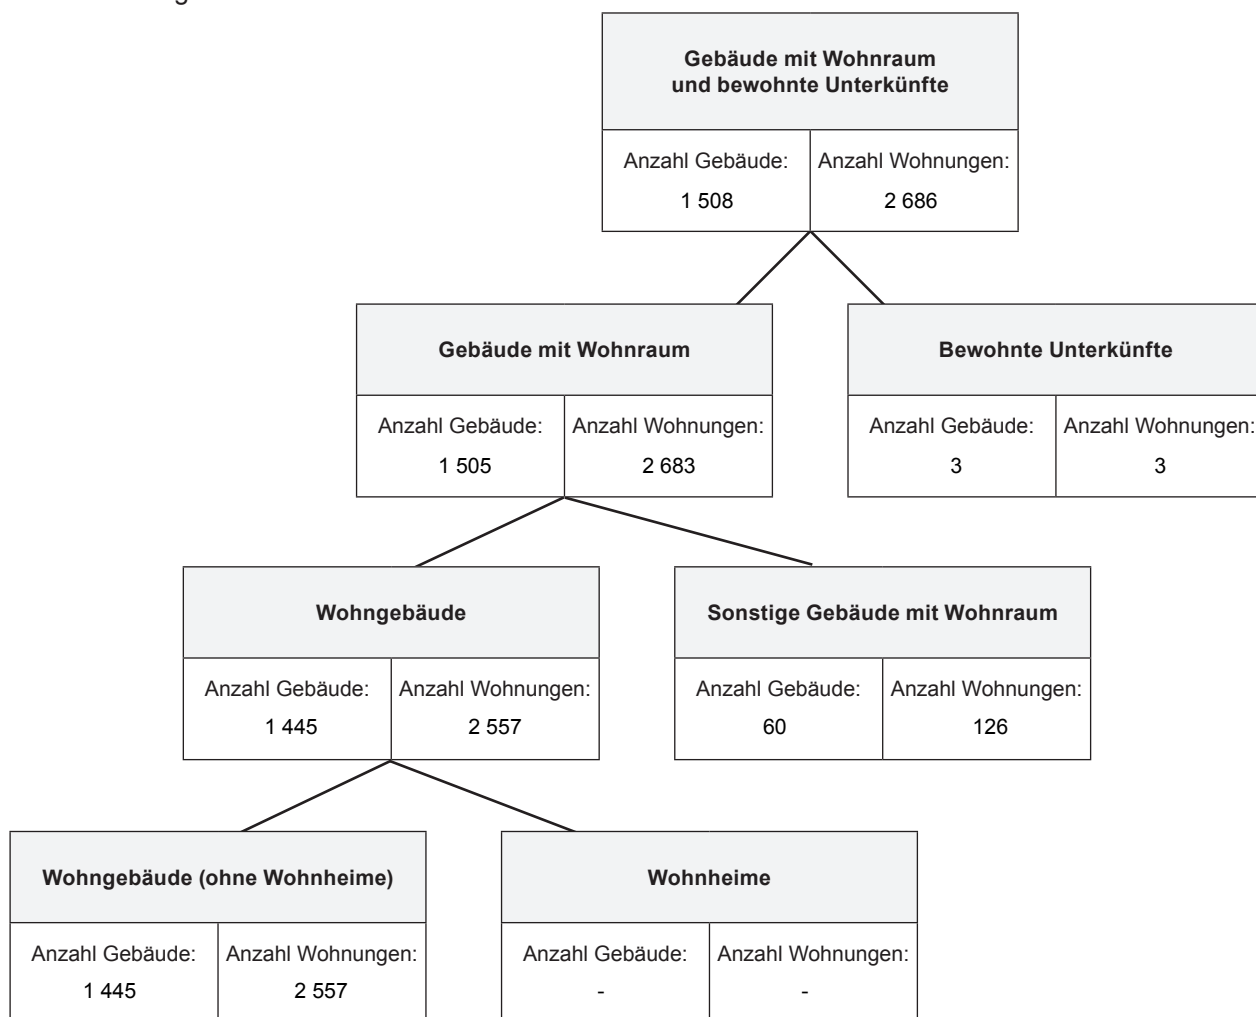 Gebäude mit Wohnraum
und bewohnte Unterkünfte
Anzahl Gebäude: Anzahl Wohnungen:
1 508 2 686
Gebäude mit Wohnraum
Anzahl Gebäude: Anzahl Wohnungen:
1 505 2 683
Bewohnte Unterkünfte
Anzahl Gebäude: Anzahl Wohnungen:
3 3
Wohngebäude
Anzahl Gebäude: Anzahl Wohnungen:
1 445 2 557
Sonstige Gebäude mit Wohnraum
Anzahl Gebäude: Anzahl Wohnungen:
60 126
Wohngebäude (ohne Wohnheime)
Anzahl Gebäude: Anzahl Wohnungen:
1 445 2 557
Wohnheime
Anzahl Gebäude: Anzahl Wohnungen:
- -